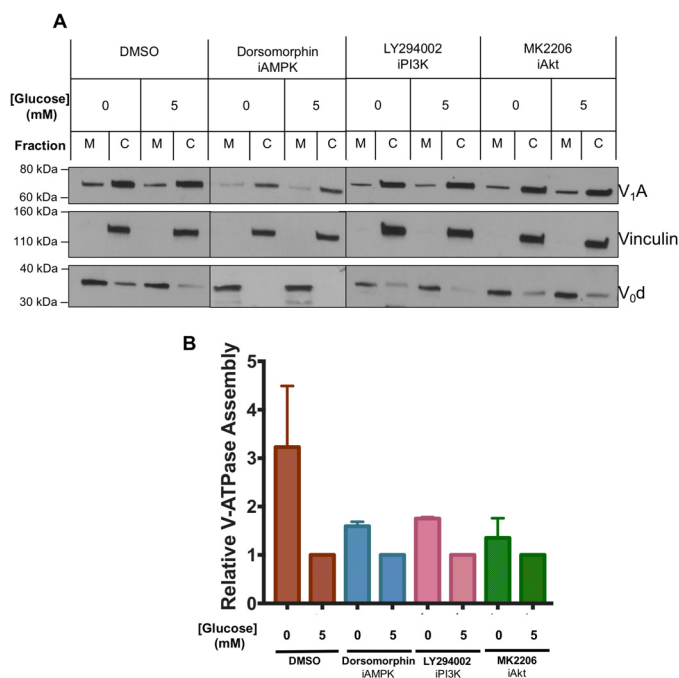 A
DMSO
Dorsomorphin
iAMPK
LY294002
iPI3K
MK2206
iAkt
[Glucose]
(mM)
0 5 0 5 0 5 0 5
Fraction M C M C M C M C M C M C M C M C
80 kDa
60 kDa
V₁A
160 kDa
110 kDa
Vinculin
40 kDa
30 kDa
V₀d
B
Relative V-ATPase Assembly
5
4
3
2
1
0
[Glucose]
(mM)
0 5 0 5 0 5 0 5
DMSO
Dorsomorphin
iAMPK
LY294002
iPI3K
MK2206
iAkt